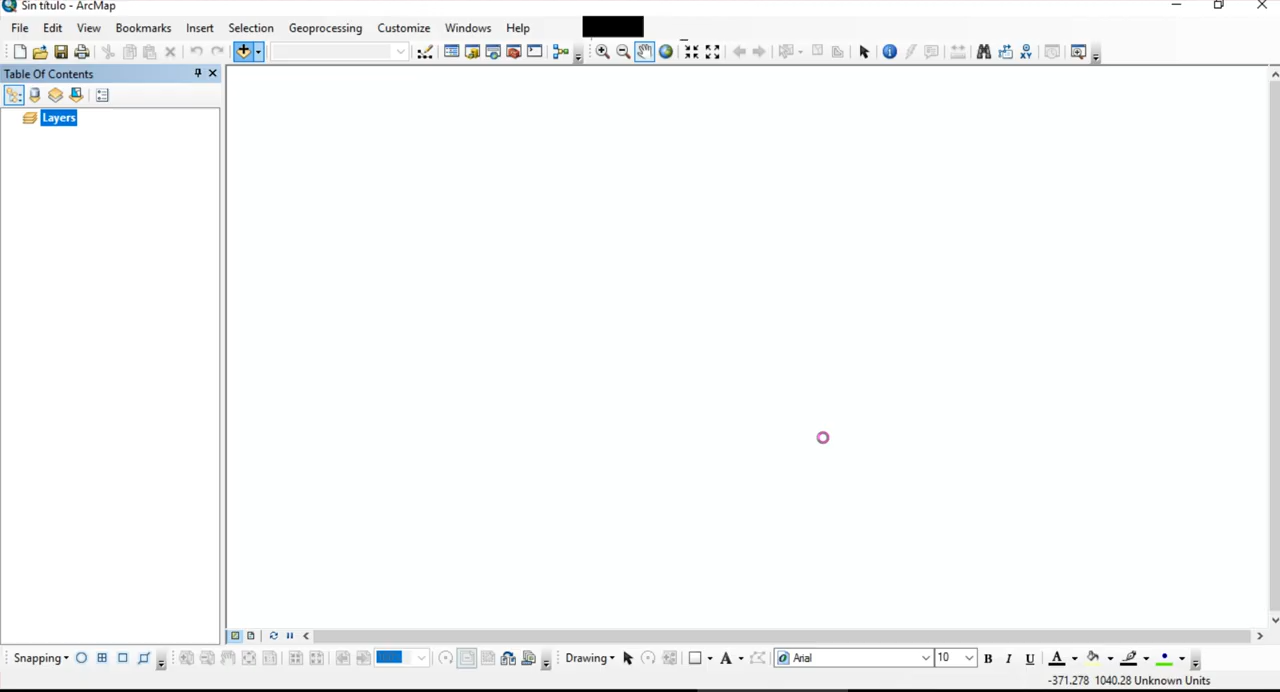 Sin título - ArcMap
File Edit View Bookmarks Insert Selection Geoprocessing Customize Windows Help
Table Of Contents
Layers
Snapping Drawing A Arial 10 B I U A
-371.278 1040.28 Unknown Units